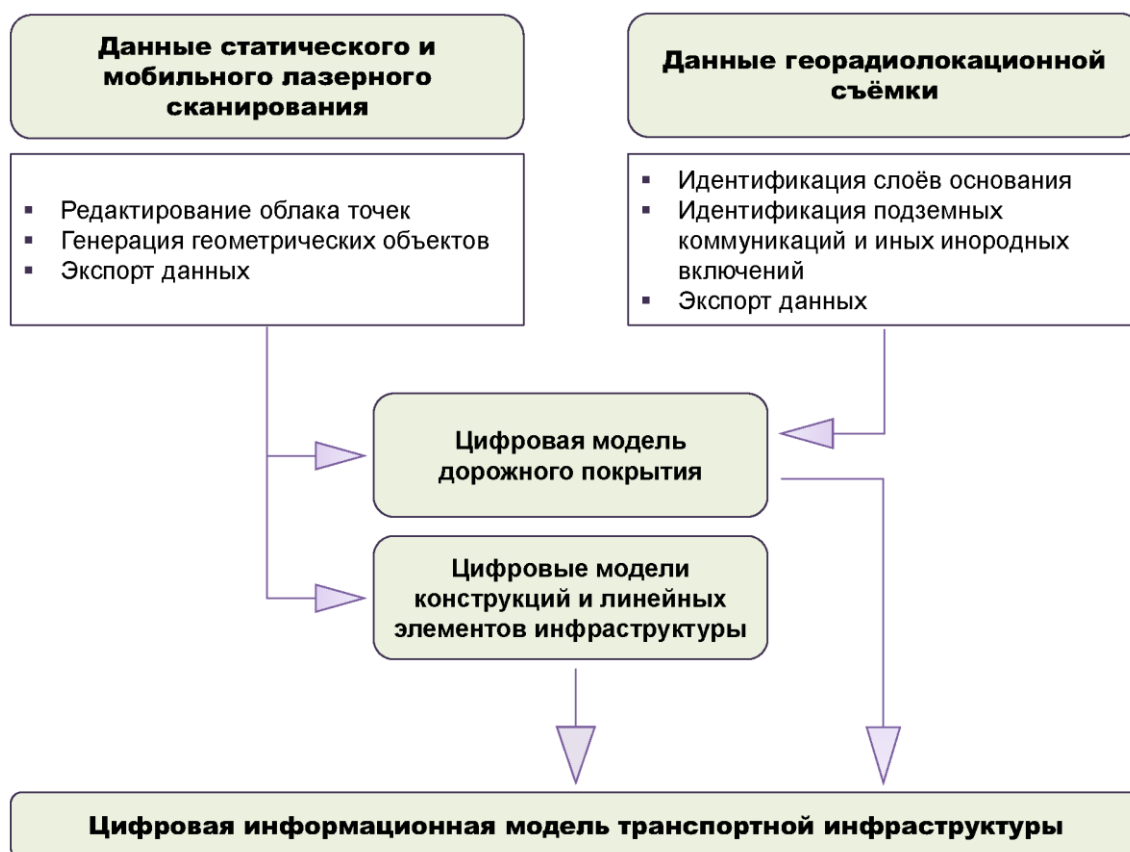 Данные статического и
мобильного лазерного
сканирования
Данные георадиолокационной
съёмки
▪ Редактирование облака точек
▪ Генерация геометрических объектов
▪ Экспорт данных
▪ Идентификация слоёв основания
▪ Идентификация подземных
коммуникаций и иных инородных
включений
▪ Экспорт данных
Цифровая модель
дорожного покрытия
Цифровые модели
конструкций и линейных
элементов инфраструктуры
Цифровая информационная модель транспортной инфраструктуры